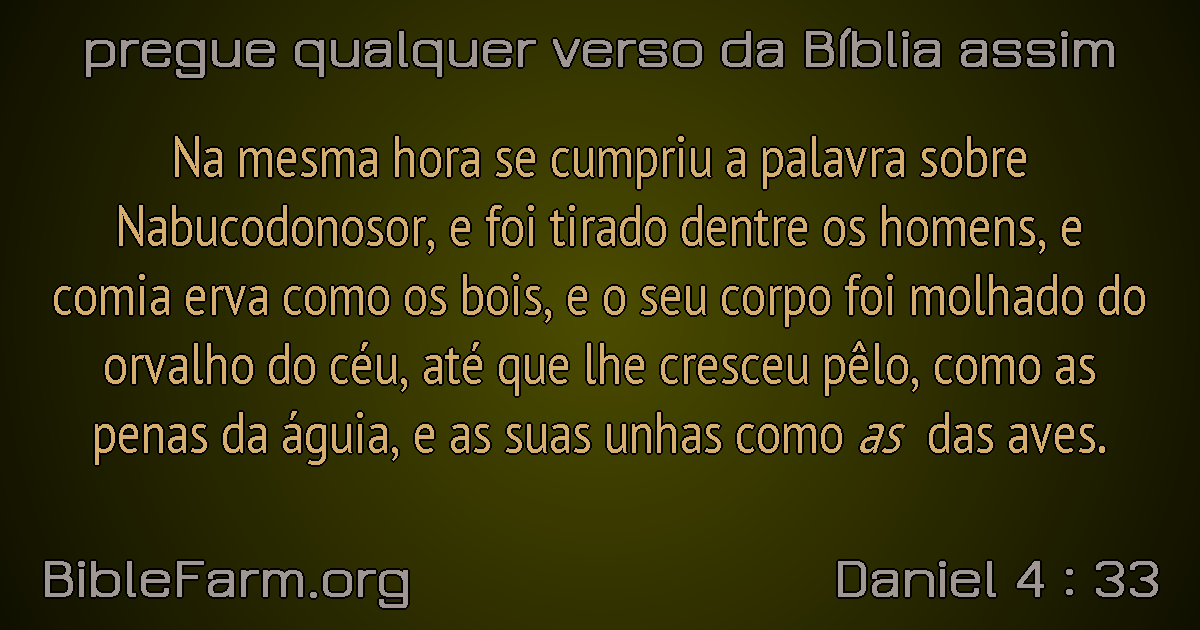 pregue qualquer verso da Bíblia assim
Na mesma hora se cumpriu a palavra sobre
Nabucodonosor, e foi tirado dentre os homens, e
comia erva como os bois, e o seu corpo foi molhado do
orvalho do céu, até que lhe cresceu pêlo, como as
penas da águia, e as suas unhas como as das aves.
BibleFarm.org
Daniel 4 : 33